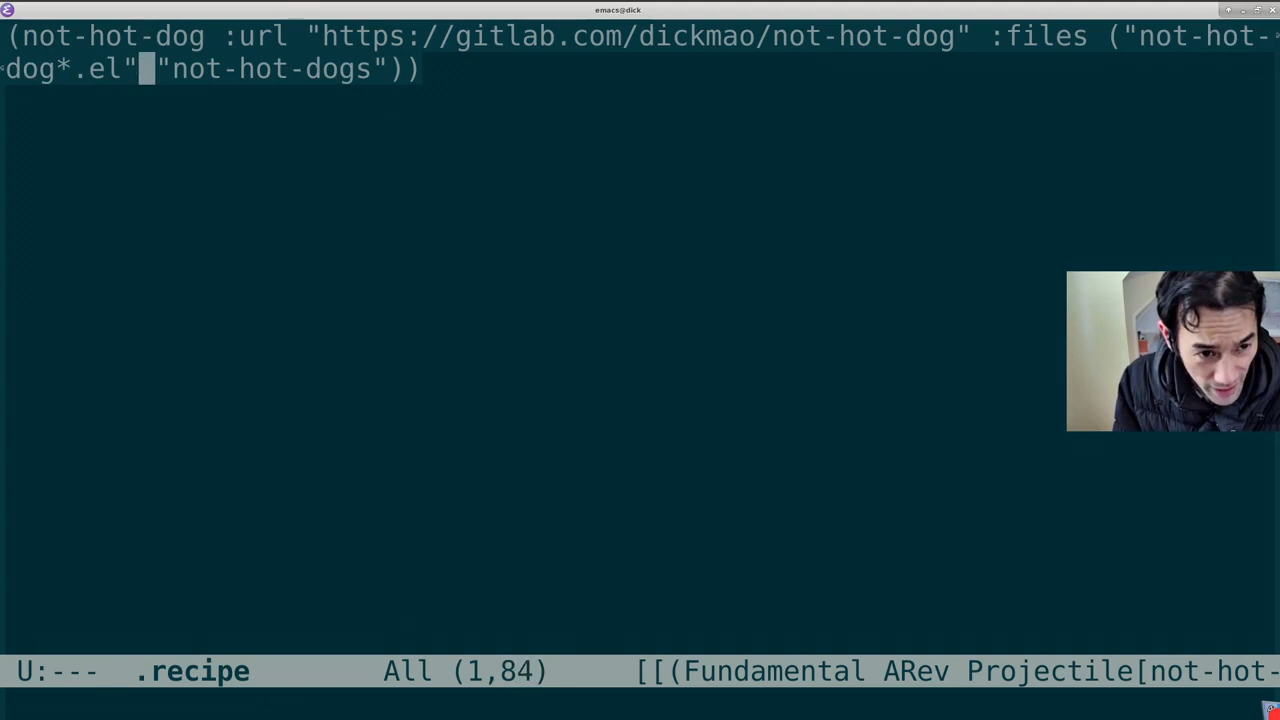 emacs@dick
(not-hot-dog :url "https://gitlab.com/dickmao/not-hot-dog" :files ("not-hot-
dog*.el" "not-hot-dogs"))
U:--- .recipe All (1,84) [[(Fundamental ARev Projectile[not-hot-